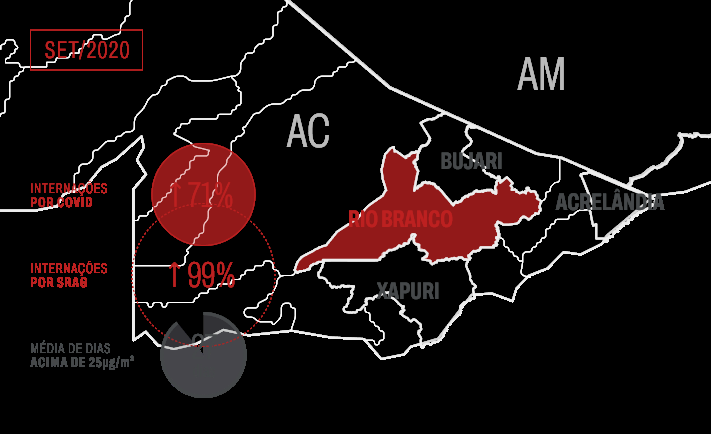 SET/2020
AM
AC
BUJARI
INTERNAÇÕES
POR COVID
↑71%
ACRELÂNDIA
RIO BRANCO
INTERNAÇÕES
POR SRAG
↑99%
XAPURI
MÉDIA DE DIAS
ACIMA DE 25µg/m³